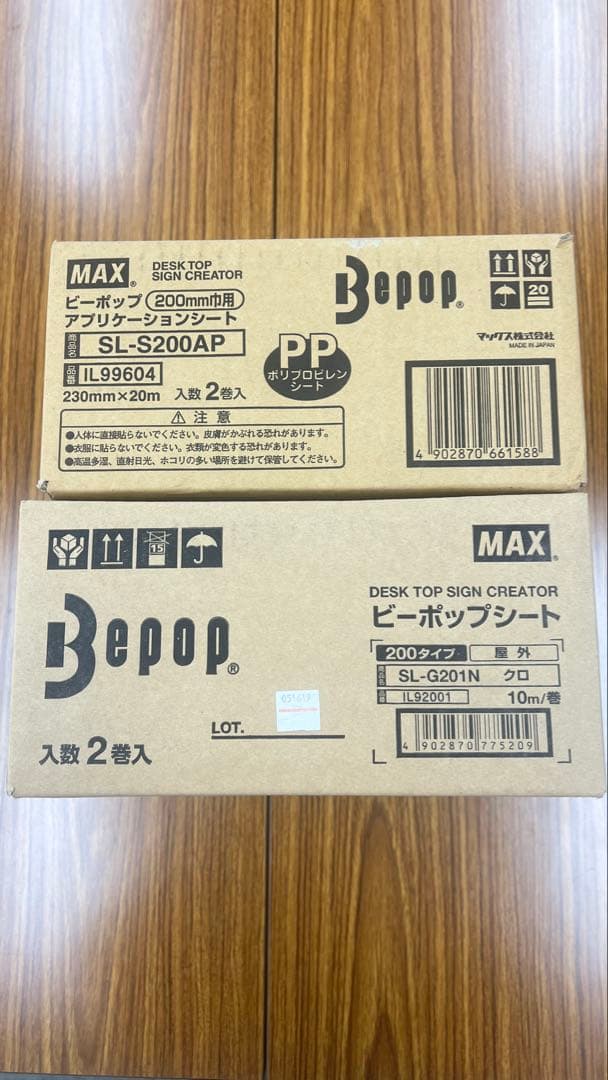 MAX®
DESK TOP
SIGN CREATOR
Bepop®
ビーポップ 200mm巾用
アプリケーションシート
商品名 SL-S200AP
品番 IL99604
230mm×20m 入数 2巻入
PP
ポリプロピレン
シート
20
マックス株式会社
MADE IN JAPAN
⚠ 注意
●人体に直接貼らないでください。皮膚がかぶれる恐れがあります。
●衣服に貼らないでください。衣類が変色する恐れがあります。
●高温多湿、直射日光、ホコリの多い場所を避けて保管してください。
4 902870 661588
15
MAX®
DESK TOP SIGN CREATOR
ビーポップシート
Bepop®
200タイプ 屋外
商品名 SL-G201N クロ
品番 IL92001 10m/巻
4 902870 775209
LOT.
入数 2巻入